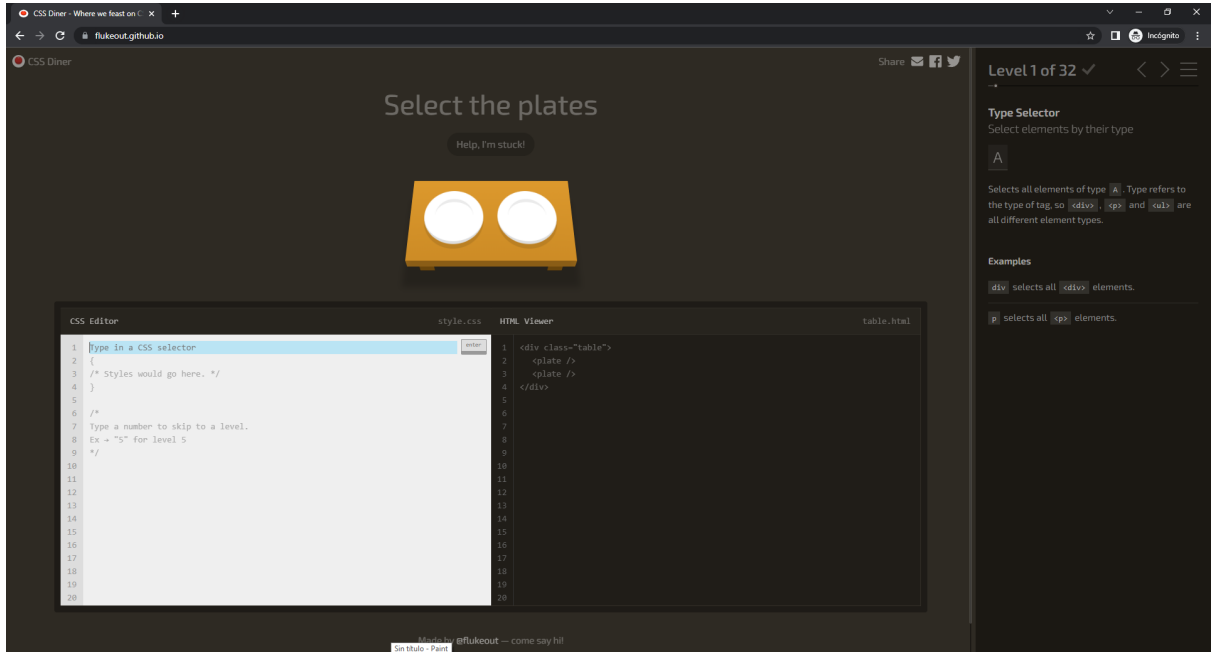 CSS Diner - Where we feast on C
flukeout.github.io
Incógnito
CSS Diner
Share
Select the plates
Help, I'm stuck!
CSS Editor
style.css
1 Type in a CSS selector
enter
2 {
3 /* Styles would go here. */
4 }
5
6 /*
7 Type a number to skip to a level.
8 Ex → "5" for level 5
9 */
10
11
12
13
14
15
16
17
18
19
20
HTML Viewer
table.html
1 <div class="table">
2 <plate />
3 <plate />
4 </div>
5
6
7
8
9
10
11
12
13
14
15
16
17
18
19
20
Made by @flukeout — come say hi!
Sin título - Paint
Level 1 of 32
Type Selector
Select elements by their type
A
Selects all elements of type A . Type refers to
the type of tag, so <div> , <p> and <ul> are
all different element types.
Examples
div selects all <div> elements.
p selects all <p> elements.